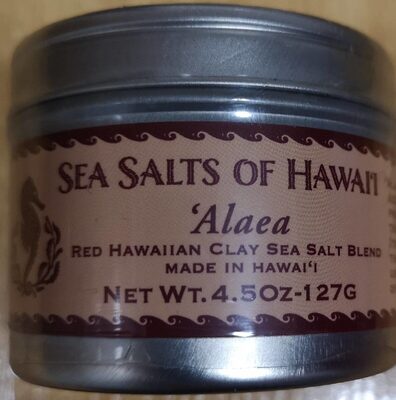 SEA SALTS OF HAWAI‘I
‘Alaea
RED HAWAIIAN CLAY SEA SALT BLEND
MADE IN HAWAI‘I
NET WT. 4.5OZ-127G